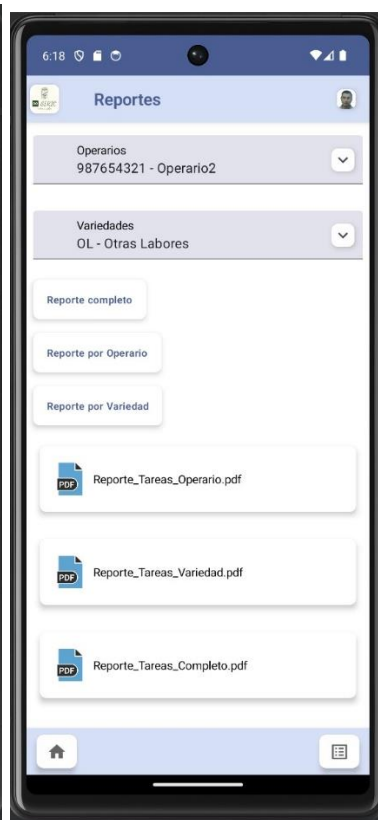 6:18
Reportes
Operarios
987654321 - Operario2
Variedades
OL - Otras Labores
Reporte completo
Reporte por Operario
Reporte por Variedad
PDF Reporte_Tareas_Operario.pdf
PDF Reporte_Tareas_Variedad.pdf
PDF Reporte_Tareas_Completo.pdf